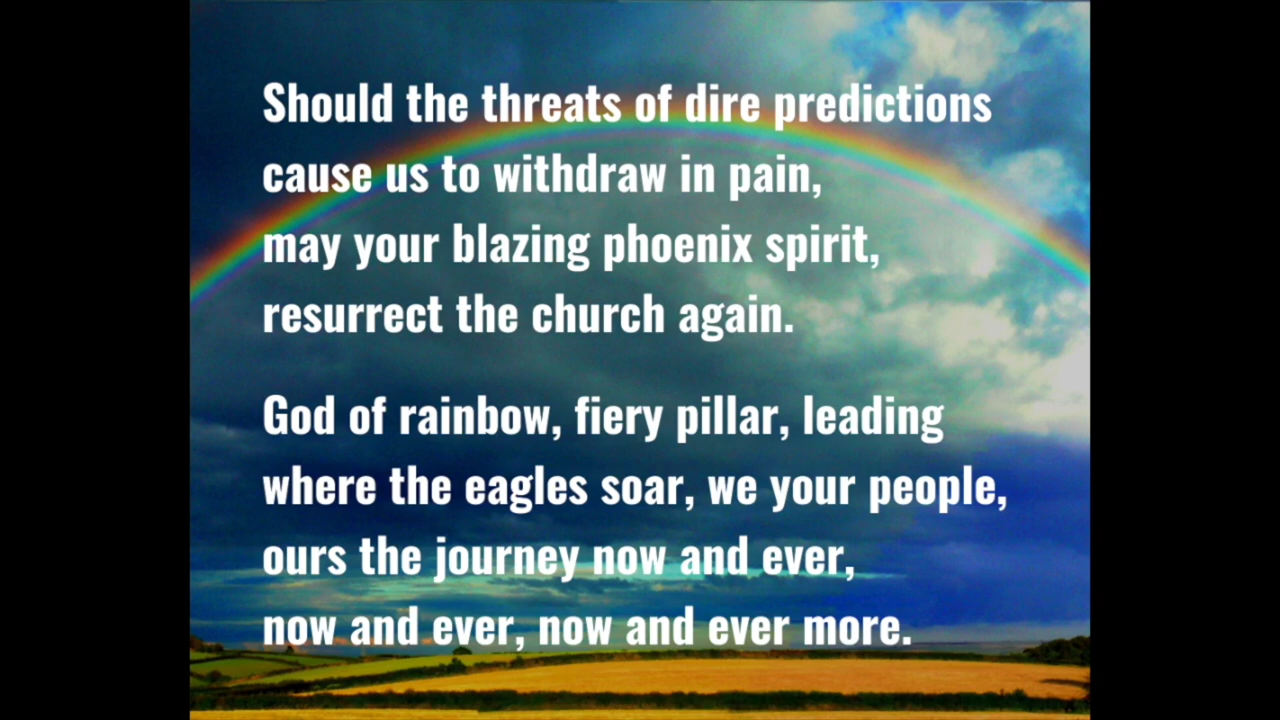 Should the threats of dire predictions
cause us to withdraw in pain,
may your blazing phoenix spirit,
resurrect the church again.
God of rainbow, fiery pillar, leading
where the eagles soar, we your people,
ours the journey now and ever,
now and ever, now and ever more.